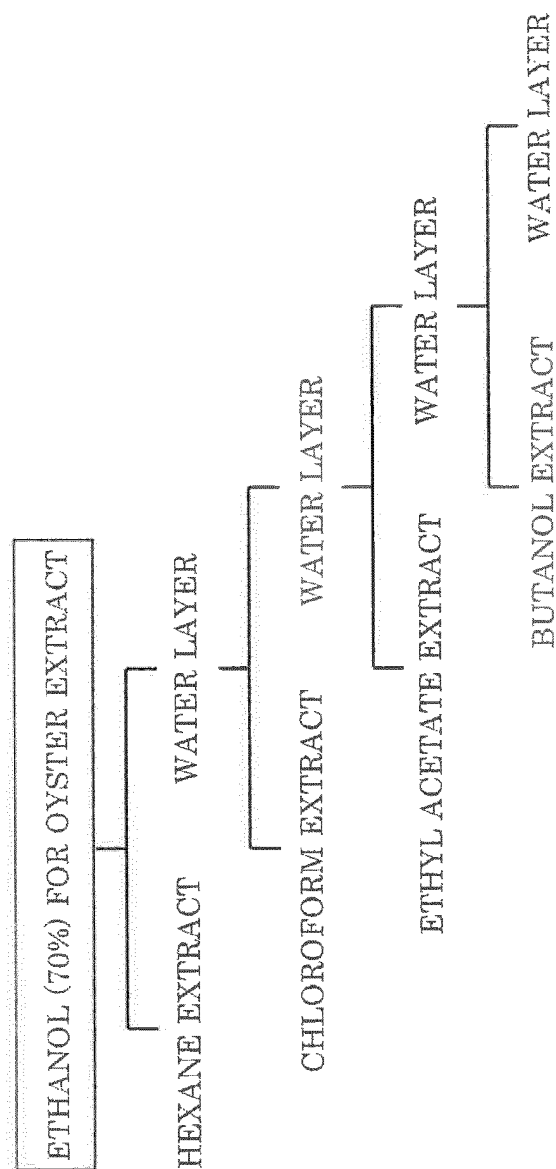 ETHANOL (70%) FOR OYSTER EXTRACT
HEXANE EXTRACT
WATER LAYER
CHLOROFORM EXTRACT
WATER LAYER
ETHYL ACETATE EXTRACT
WATER LAYER
BUTANOL EXTRACT
WATER LAYER